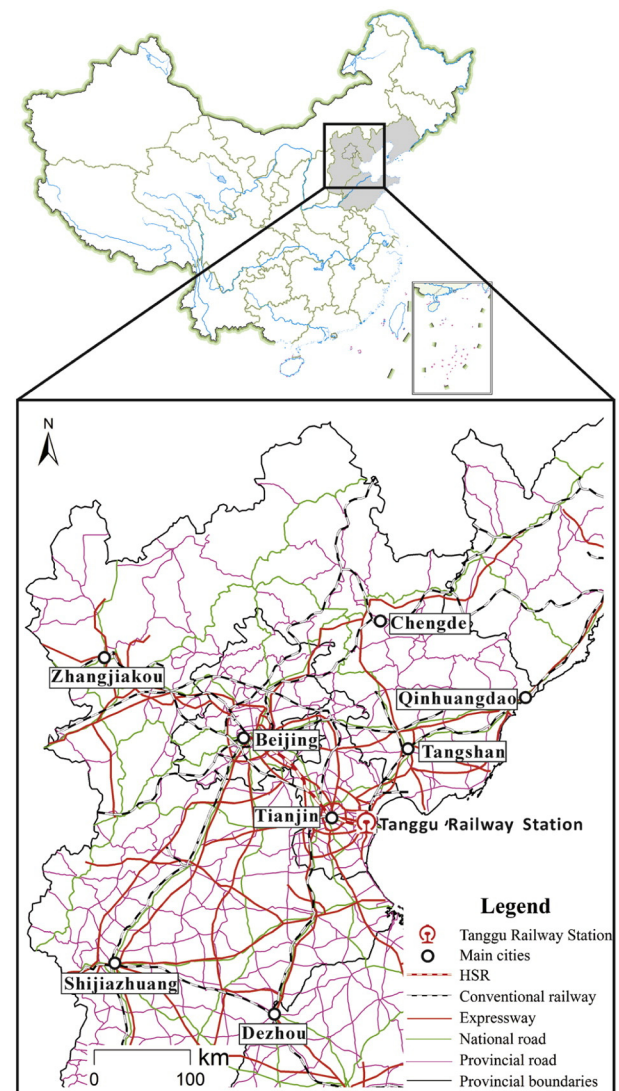 N
Chengde
Zhangjiakou
Qinhuangdao
Beijing
Tangshan
Tianjin
Tanggu Railway Station
Legend
Tanggu Railway Station
Main cities
HSR
Conventional railway
Expressway
National road
Provincial road
Provincial boundaries
Shijiazhuang
Dezhou
km
0 100